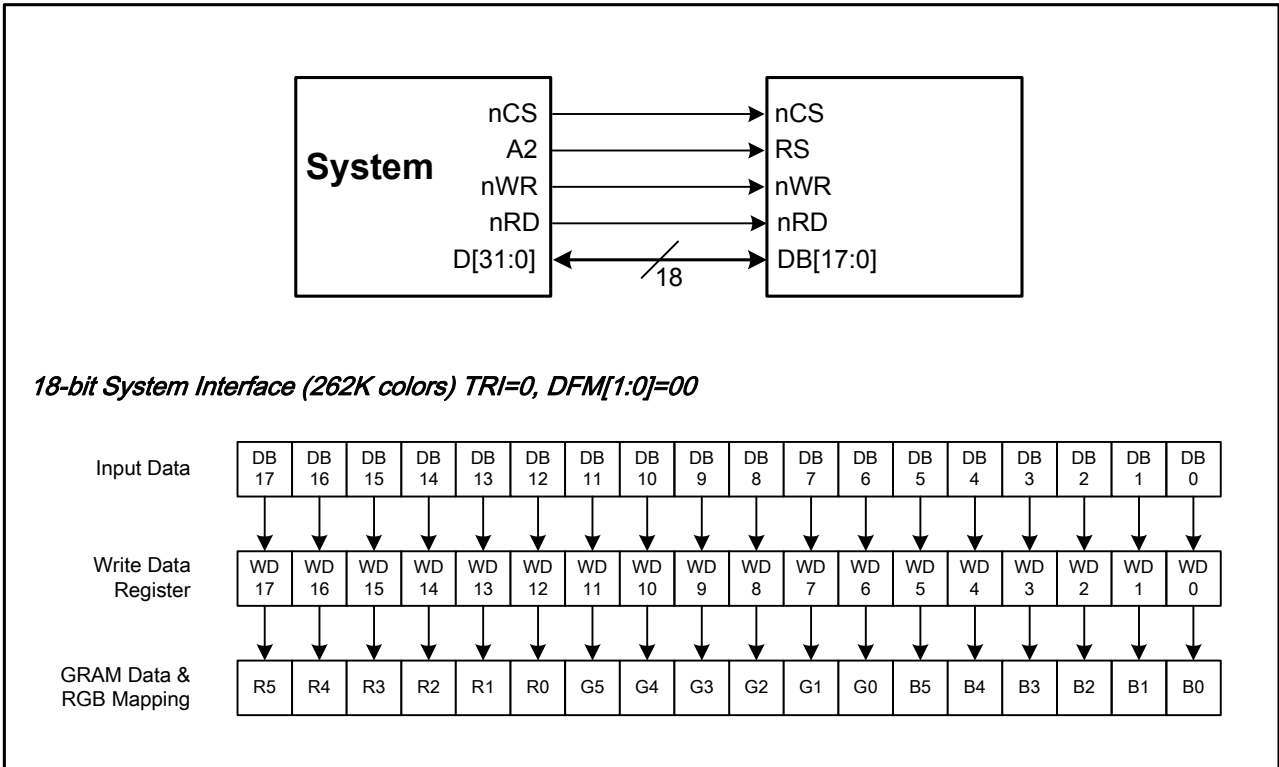 System
nCS
A2
nWR
nRD
D[31:0]
18
nCS
RS
nWR
nRD
DB[17:0]
18-bit System Interface (262K colors) TRI=0, DFM[1:0]=00
Input Data
DB 17 DB 16 DB 15 DB 14 DB 13 DB 12 DB 11 DB 10 DB 9 DB 8 DB 7 DB 6 DB 5 DB 4 DB 3 DB 2 DB 1 DB 0
Write Data
Register
WD 17 WD 16 WD 15 WD 14 WD 13 WD 12 WD 11 WD 10 WD 9 WD 8 WD 7 WD 6 WD 5 WD 4 WD 3 WD 2 WD 1 WD 0
GRAM Data &
RGB Mapping
R5 R4 R3 R2 R1 R0 G5 G4 G3 G2 G1 G0 B5 B4 B3 B2 B1 B0